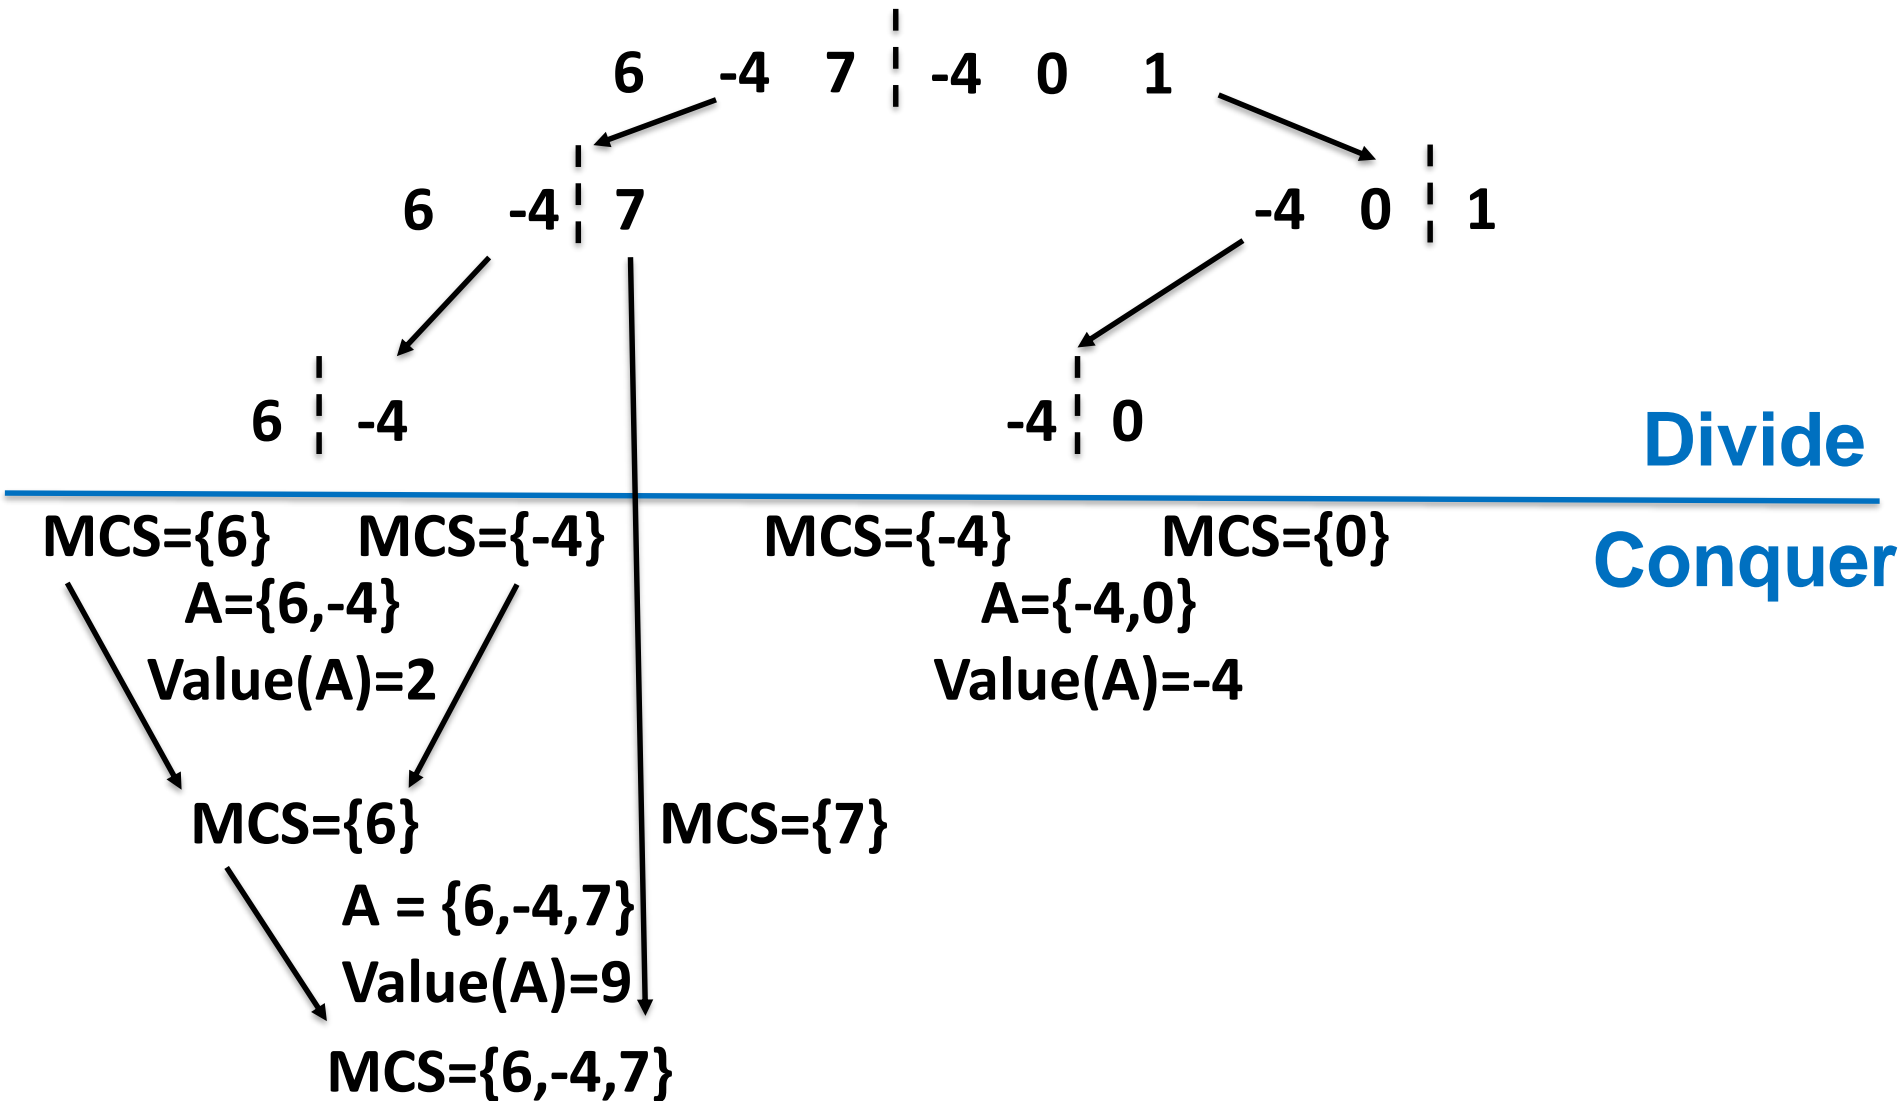 6 -4 7 -4 0 1
6 -4 7 -4 0 1
6 -4 -4 0
Divide
Conquer
MCS={6} MCS={-4} MCS={-4} MCS={0}
A={6,-4} A={-4,0}
Value(A)=2 Value(A)=-4
MCS={6} MCS={7}
A = {6,-4,7}
Value(A)=9
MCS={6,-4,7}